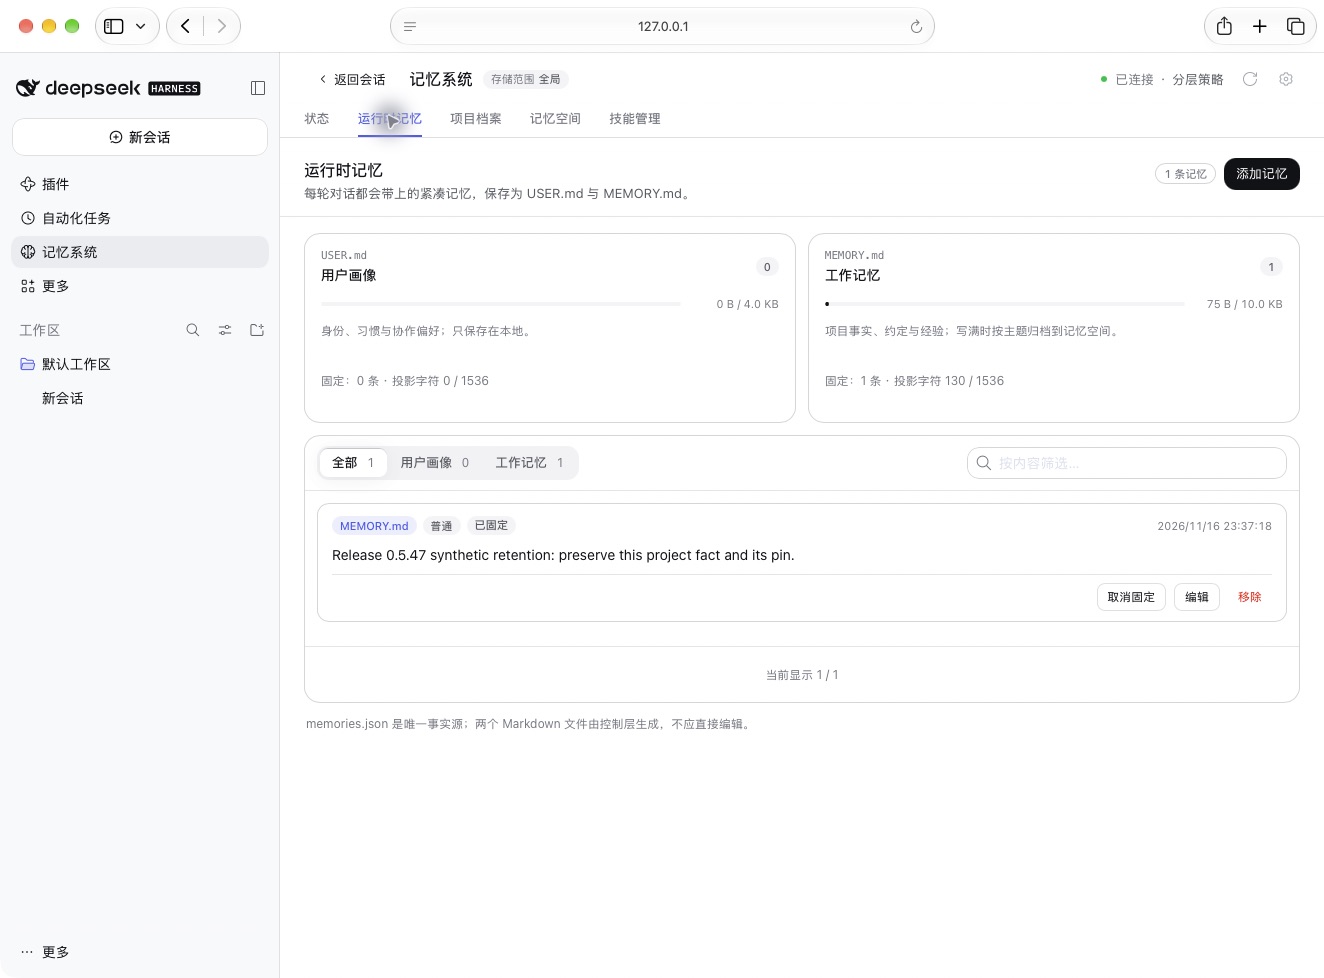 127.0.0.1
deepseek HARNESS
新会话
插件
自动化任务
记忆系统
更多
工作区
默认工作区
新会话
更多
返回会话 记忆系统 存储范围 全局
已连接 · 分层策略
状态 运行时记忆 项目档案 记忆空间 技能管理
运行时记忆
每轮对话都会带上的紧凑记忆，保存为 USER.md 与 MEMORY.md。
1 条记忆 添加记忆
USER.md
用户画像
0
0 B / 4.0 KB
身份、习惯与协作偏好；只保存在本地。
固定：0 条 · 投影字符 0 / 1536
MEMORY.md
工作记忆
1
75 B / 10.0 KB
项目事实、约定与经验；写满时按主题归档到记忆空间。
固定：1 条 · 投影字符 130 / 1536
全部 1 用户画像 0 工作记忆 1
按内容筛选...
MEMORY.md 普通 已固定 2026/11/16 23:37:18
Release 0.5.47 synthetic retention: preserve this project fact and its pin.
取消固定 编辑 移除
当前显示 1 / 1
memories.json 是唯一事实源；两个 Markdown 文件由控制层生成，不应直接编辑。